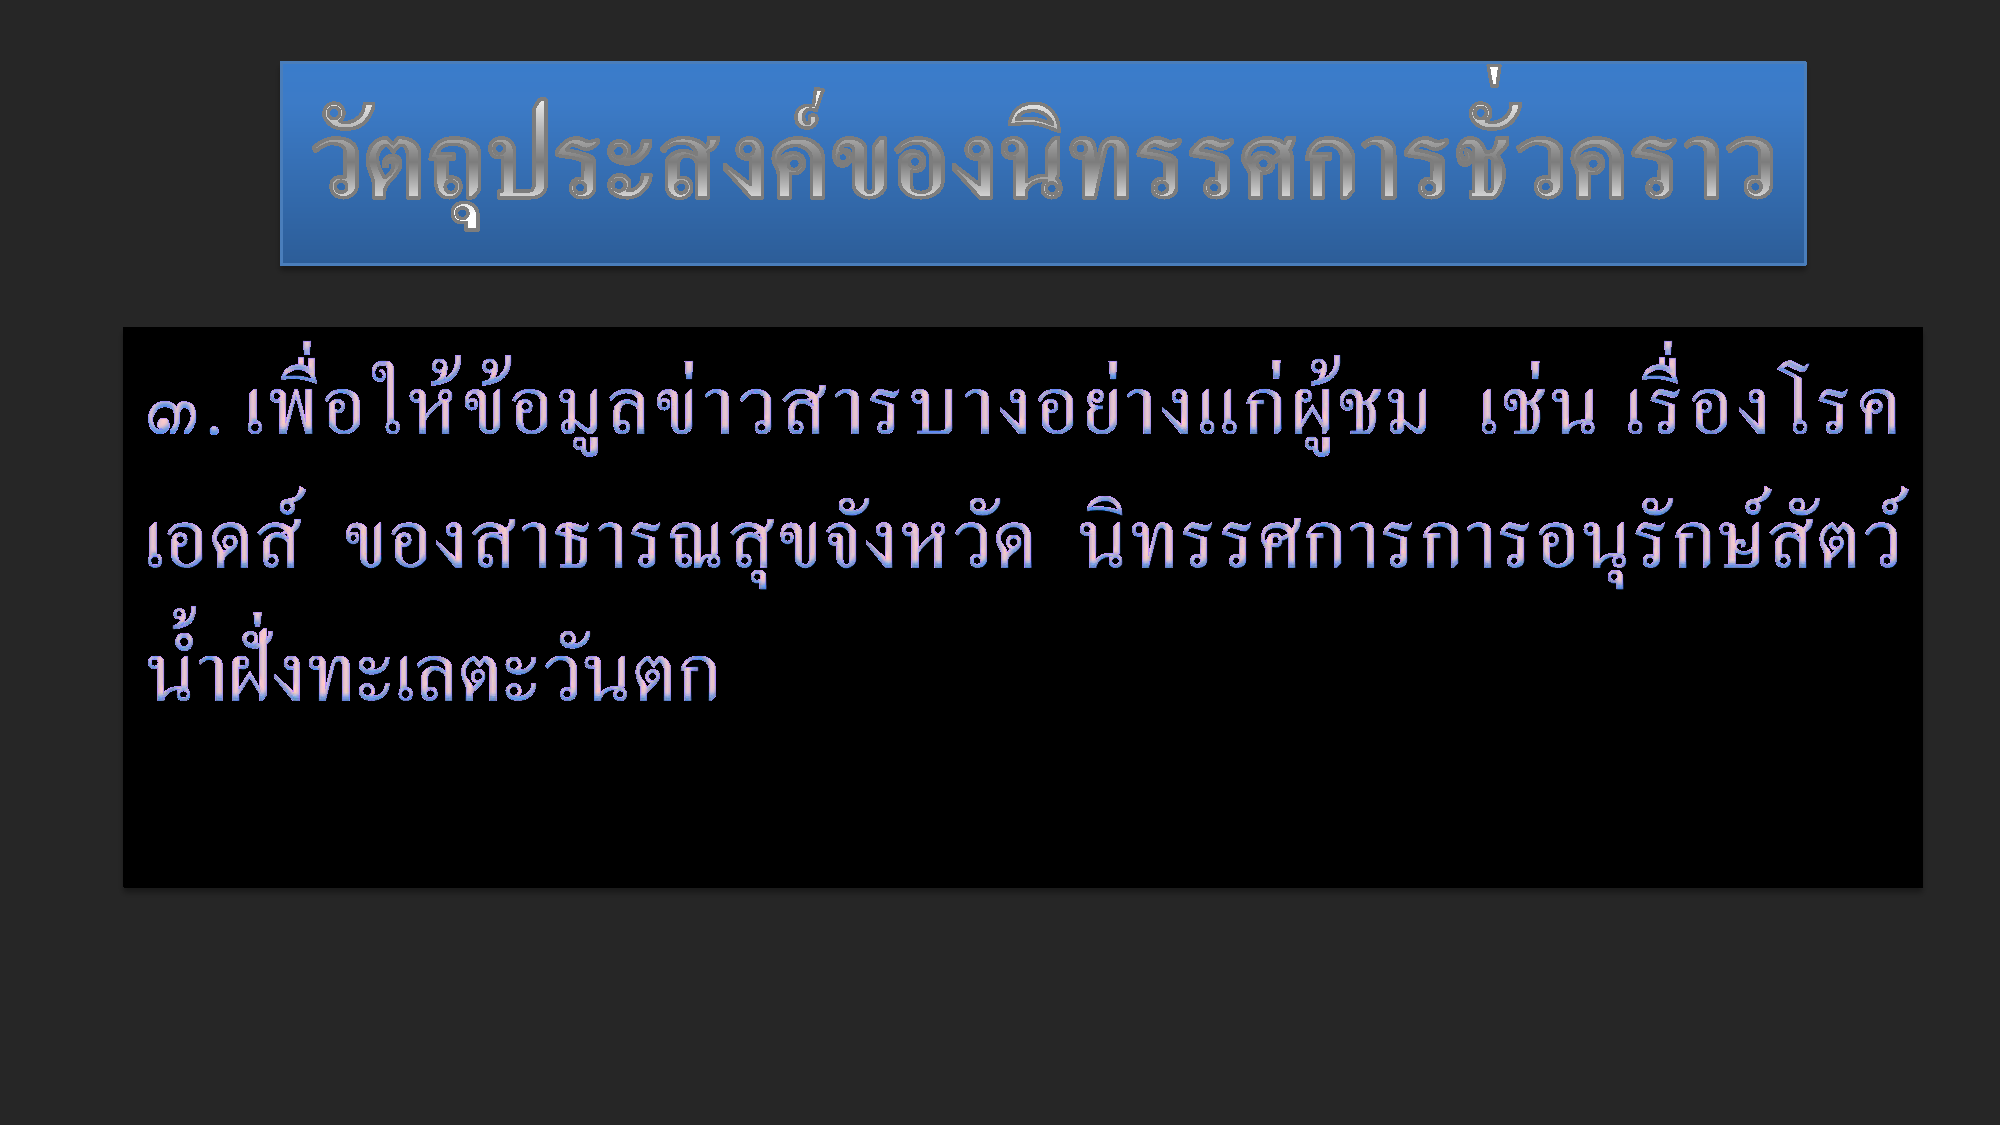 วัตถุประสงค์ของนิทรรศการชั่วคราว
๓. เพื่อให้ข้อมูลข่าวสารบางอย่างแก่ผู้ชม เช่น เรื่องโรค
เอดส์ ของสาธารณสุขจังหวัด นิทรรศการการอนุรักษ์สัตว์
น้ำฝั่งทะเลตะวันตก